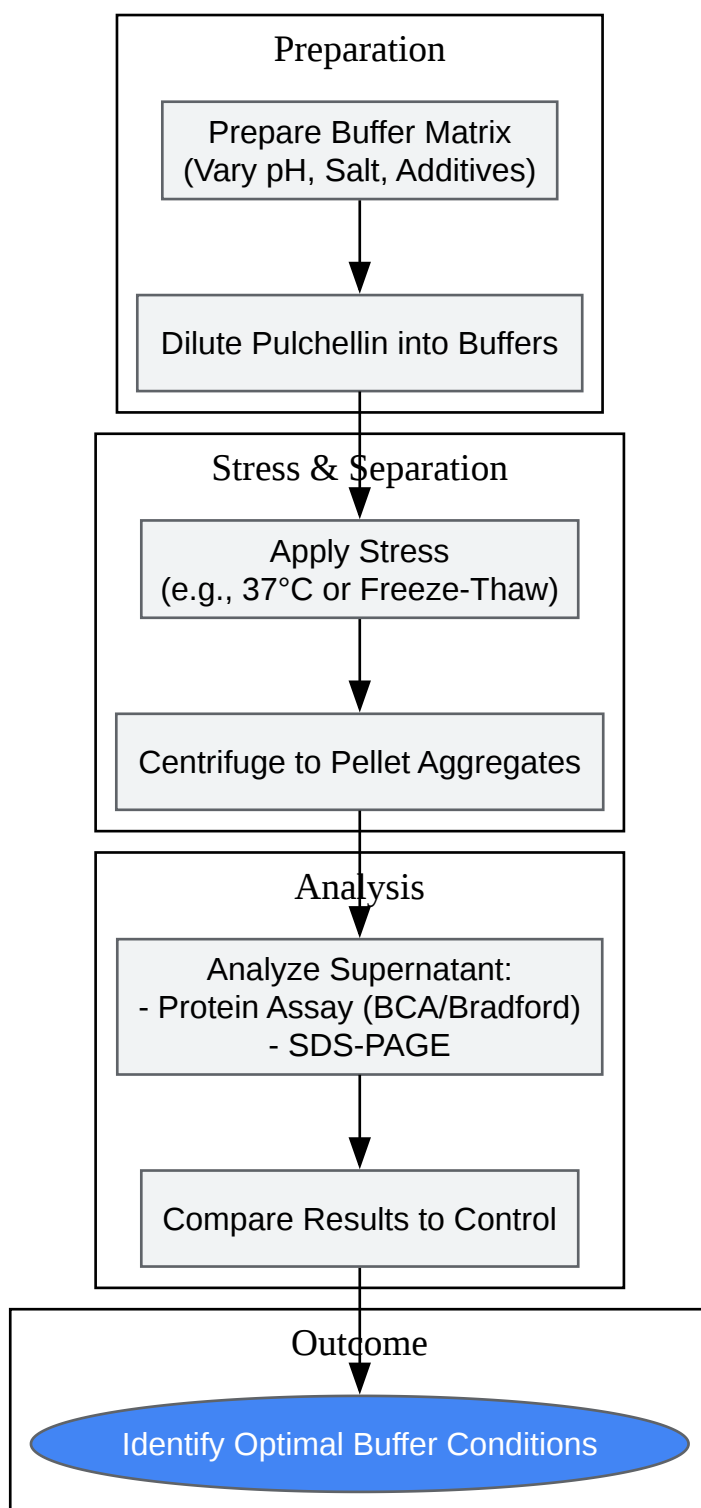 Preparation
Prepare Buffer Matrix
(Vary pH, Salt, Additives)
Dilute Pulchellin into Buffers
Stress & Separation
Apply Stress
(e.g., 37°C or Freeze-Thaw)
Centrifuge to Pellet Aggregates
Analysis
Analyze Supernatant:
- Protein Assay (BCA/Bradford)
- SDS-PAGE
Compare Results to Control
Outcome
Identify Optimal Buffer Conditions